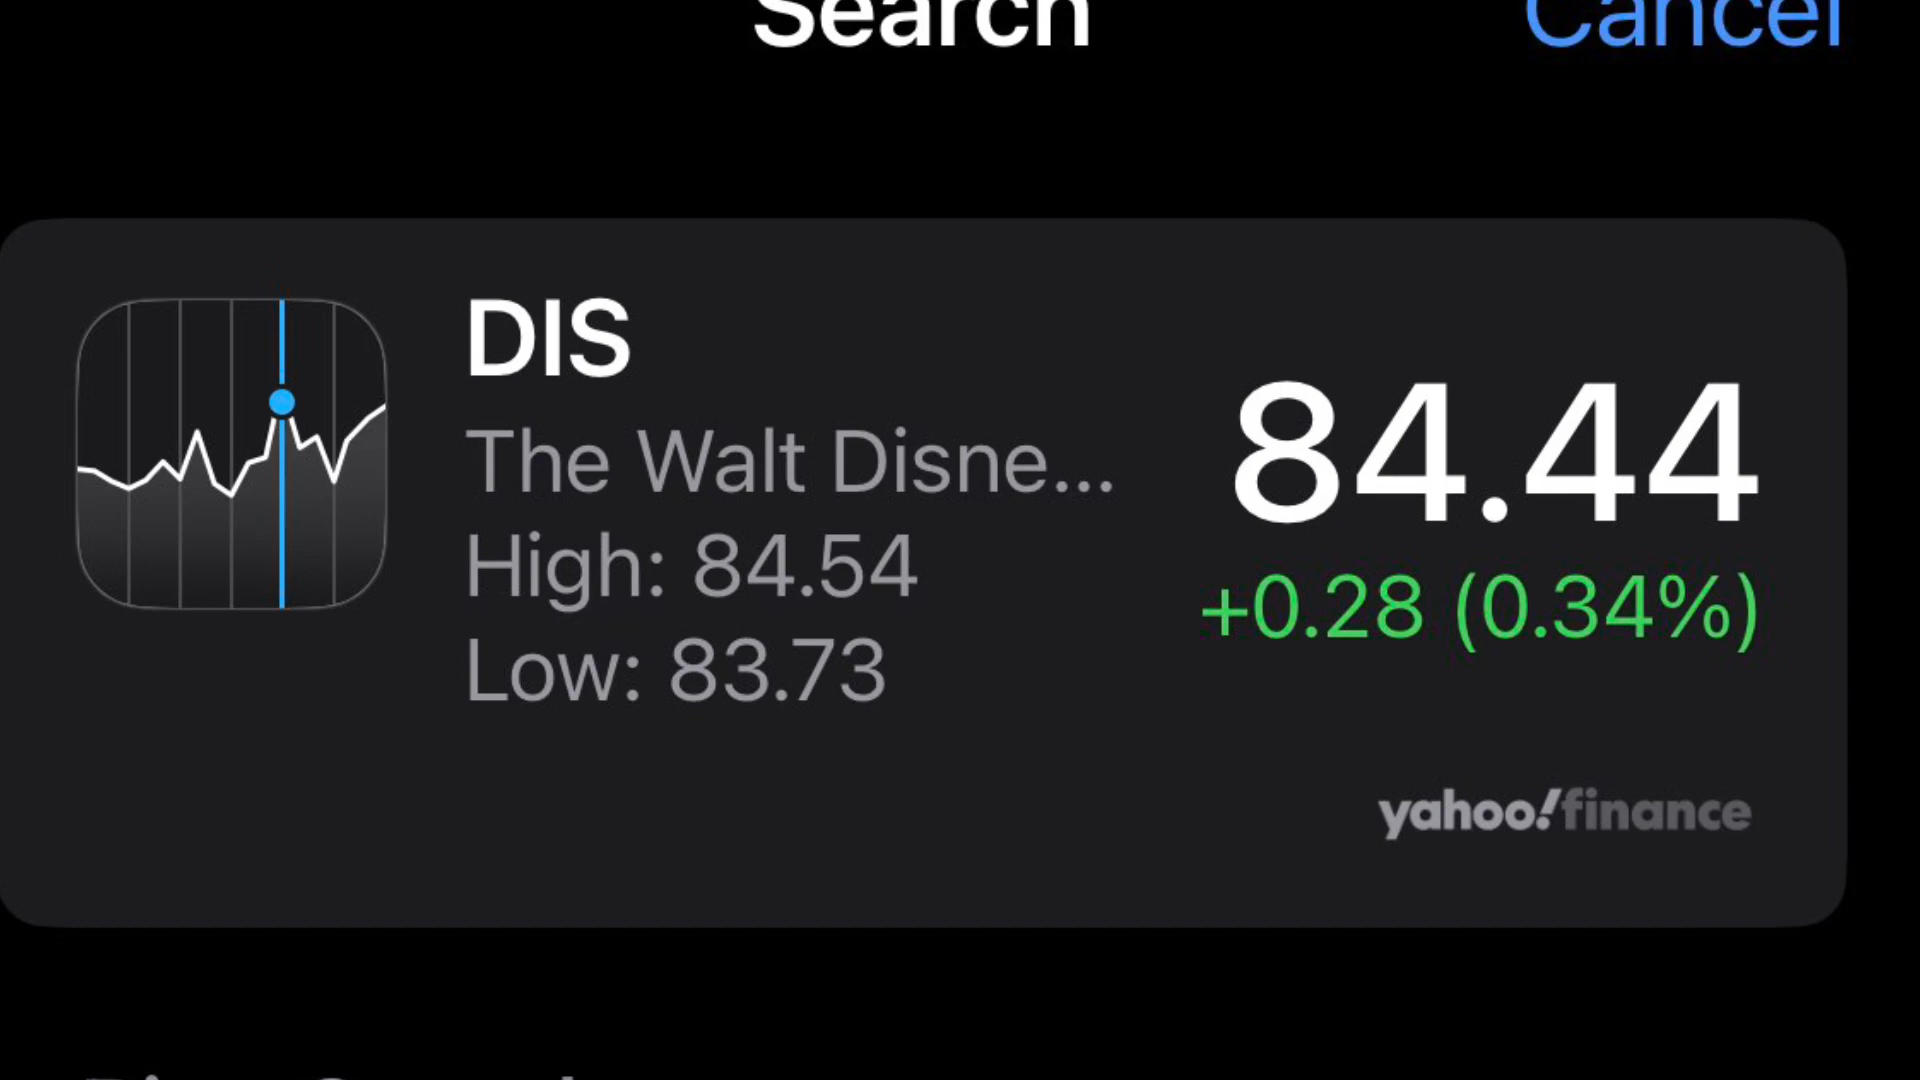 Search
Cancel
DIS
The Walt Disne...
High: 84.54
Low: 83.73
84.44
+0.28 (0.34%)
yahoo!finance